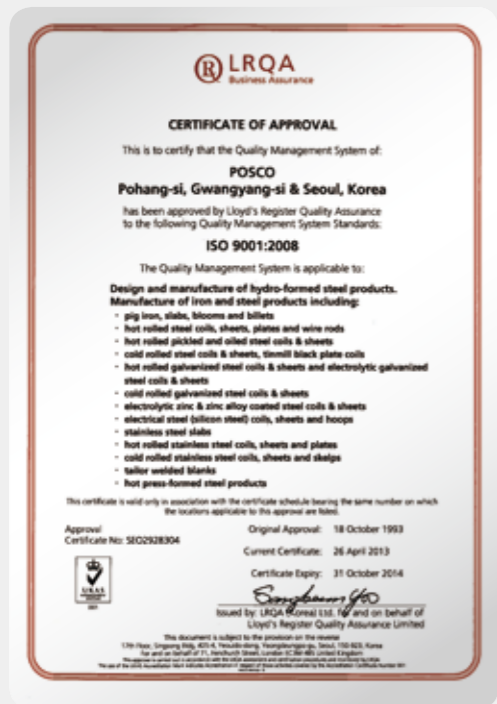 LRQA
Business Assurance
CERTIFICATE OF APPROVAL
This is to certify that the Quality Management System of:
POSCO
Pohang-si, Gwangyang-si & Seoul, Korea
has been approved by Lloyd's Register Quality Assurance
to the following Quality Management System Standards:
ISO 9001:2008
The Quality Management System is applicable to:
Design and manufacture of hydro-formed steel products.
Manufacture of iron and steel products including:
- pig iron, slabs, blooms and billets
- hot rolled steel coils, sheets, plates and wire rods
- hot rolled pickled and oiled steel coils & sheets
- cold rolled steel coils & sheets, tinmill black plate coils
- hot rolled galvanized steel coils & sheets and electrolytic galvanized
steel coils & sheets
- cold rolled galvanized steel coils & sheets
- electrolytic zinc & zinc alloy coated steel coils & sheets
- electrical steel (silicon steel) coils, sheets and hoops
- stainless steel slabs
- hot rolled stainless steel coils, sheets and plates
- cold rolled stainless steel coils, sheets and skelps
- tailor welded blanks
- hot press-formed steel products
This certificate is valid only in association with the certificate schedule bearing the same number on which
the locations applicable to this approval are listed.
Approval
Certificate No: SEO2928304
Original Approval: 18 October 1993
Current Certificate: 26 April 2013
Certificate Expiry: 31 October 2014
UKAS
001
Issued by: LRQA (Korea) Ltd. for and on behalf of
Lloyd's Register Quality Assurance Limited
This document is subject to the provision on the reverse